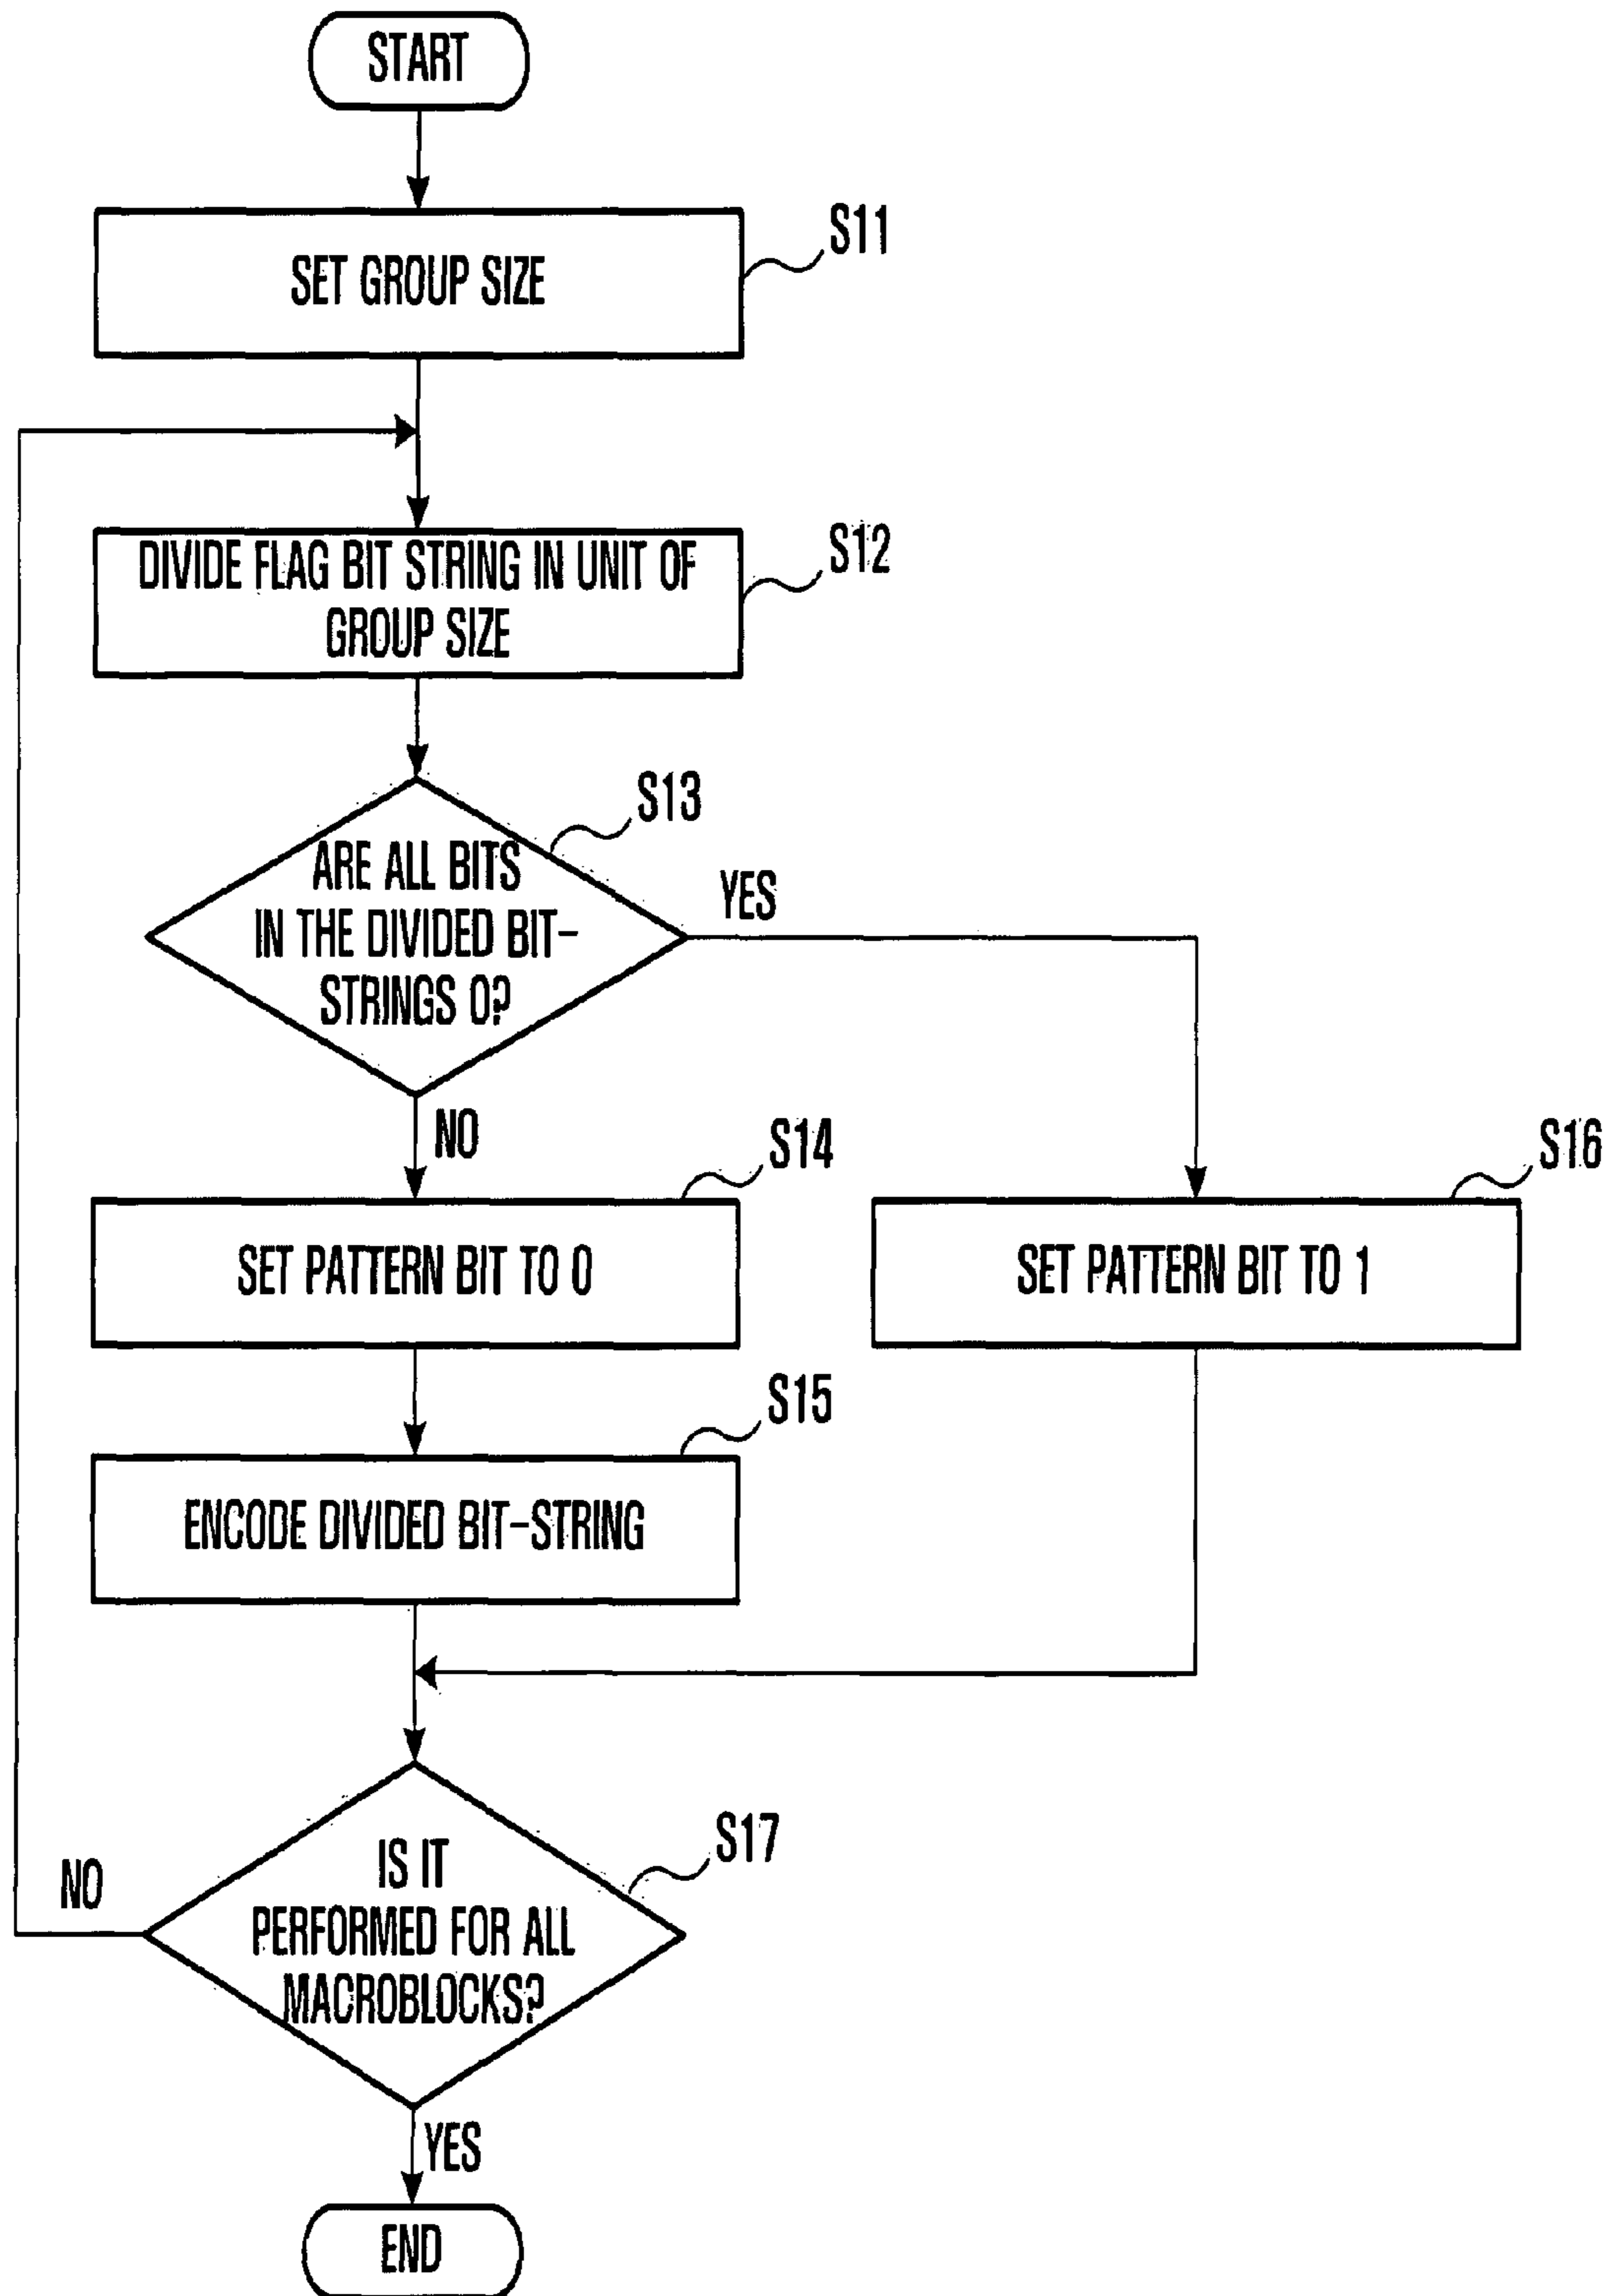 START
S11
SET GROUP SIZE
S12
DIVIDE FLAG BIT STRING IN UNIT OF
GROUP SIZE
S13
ARE ALL BITS
IN THE DIVIDED BIT-
STRINGS 0?
YES
NO
S14
SET PATTERN BIT TO 0
S16
SET PATTERN BIT TO 1
S15
ENCODE DIVIDED BIT-STRING
S17
IS IT
PERFORMED FOR ALL
MACROBLOCKS?
NO
YES
END